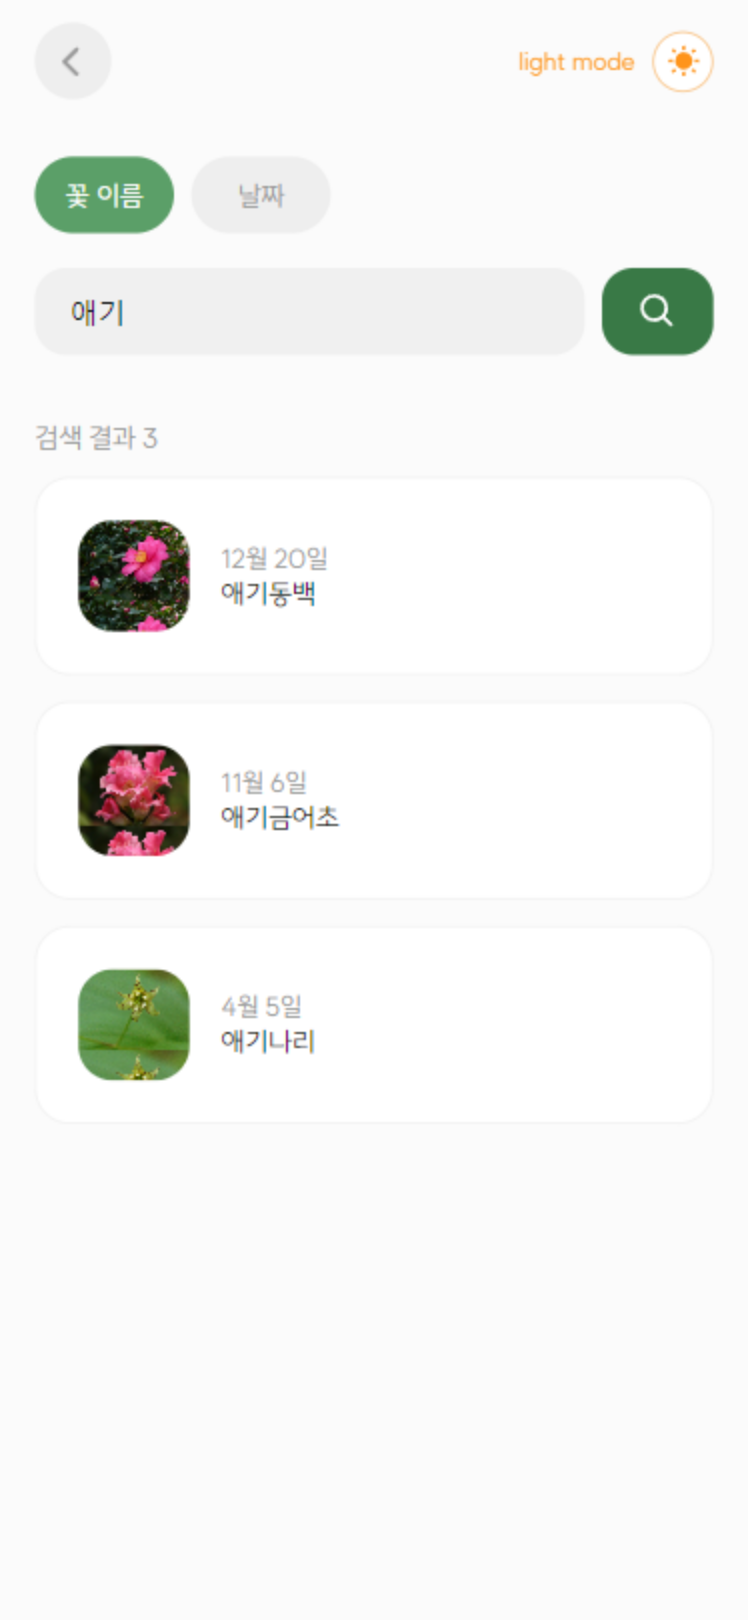 light mode
꽃 이름
날짜
애기
검색 결과 3
12월 20일
애기동백
11월 6일
애기금어초
4월 5일
애기나리